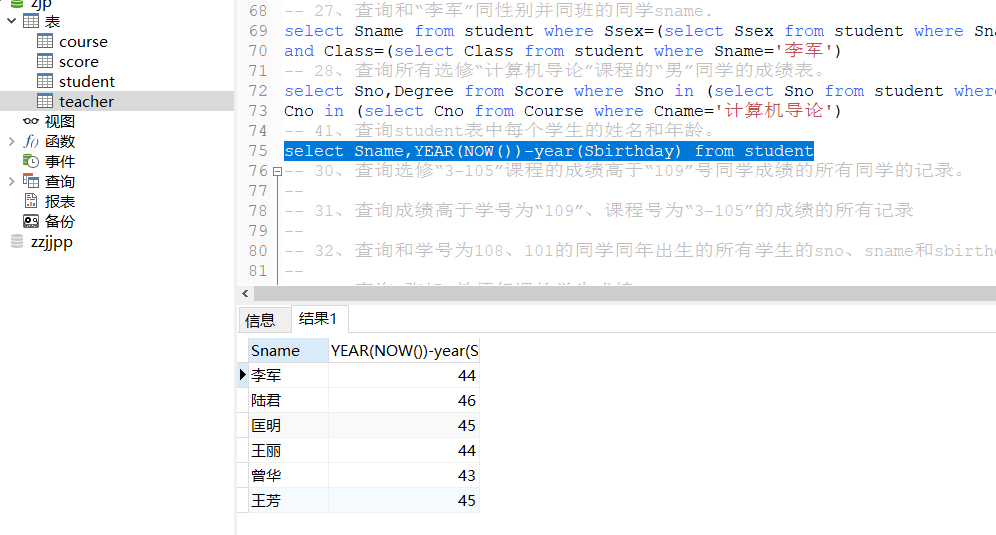 zjp
表
course
score
student
teacher
视图
函数
事件
查询
报表
备份
zzjjpp
68 -- 27、查询和“李军”同性别并同班的同学sname.
69 select Sname from student where Ssex=(select Ssex from student where Sna
70 and Class=(select Class from student where Sname='李军')
71 -- 28、查询所有选修“计算机导论”课程的“男”同学的成绩表。
72 select Sno,Degree from Score where Sno in (select Sno from student where
73 Cno in (select Cno from Course where Cname='计算机导论')
74 -- 41、查询student表中每个学生的姓名和年龄。
75 select Sname,YEAR(NOW())-year(Sbirthday) from student
76 -- 30、查询选修“3-105”课程的成绩高于“109”号同学成绩的所有同学的记录。
77 --
78 -- 31、查询成绩高于学号为“109”、课程号为“3-105”的成绩的所有记录
79 --
80 -- 32、查询和学号为108、101的同学同年出生的所有学生的sno、sname和sbirthd
81 --
信息 结果1
Sname YEAR(NOW())-year(S
李军 44
陆君 46
匡明 45
王丽 44
曾华 43
王芳 45